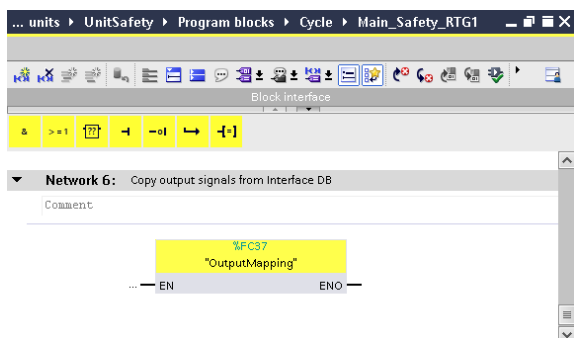 ... units ▸ UnitSafety ▸ Program blocks ▸ Cycle ▸ Main_Safety_RTG1
Block interface
& >=1 ??
Network 6: Copy output signals from Interface DB
Comment
%FC37
"OutputMapping"
... EN ENO